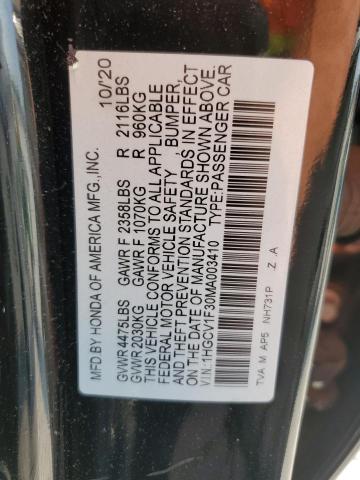 MFD.BY HONDA OF AMERICA MFG.,INC. 10/20
GVWR 4475LBS GAWR F 2358LBS R 2116LBS
GVWR 2030KG GAWR F 1070KG R 960KG
THIS VEHICLE CONFORMS TO ALL APPLICABLE
FEDERAL MOTOR VEHICLE SAFETY , BUMPER,
AND THEFT PREVENTION STANDARDS IN EFFECT
ON THE DATE OF MANUFACTURE SHOWN ABOVE.
V.I.N.:1HGCV1F30MA003410 TYPE:PASSENGER CAR
TVA M AP5 NH731P Z A